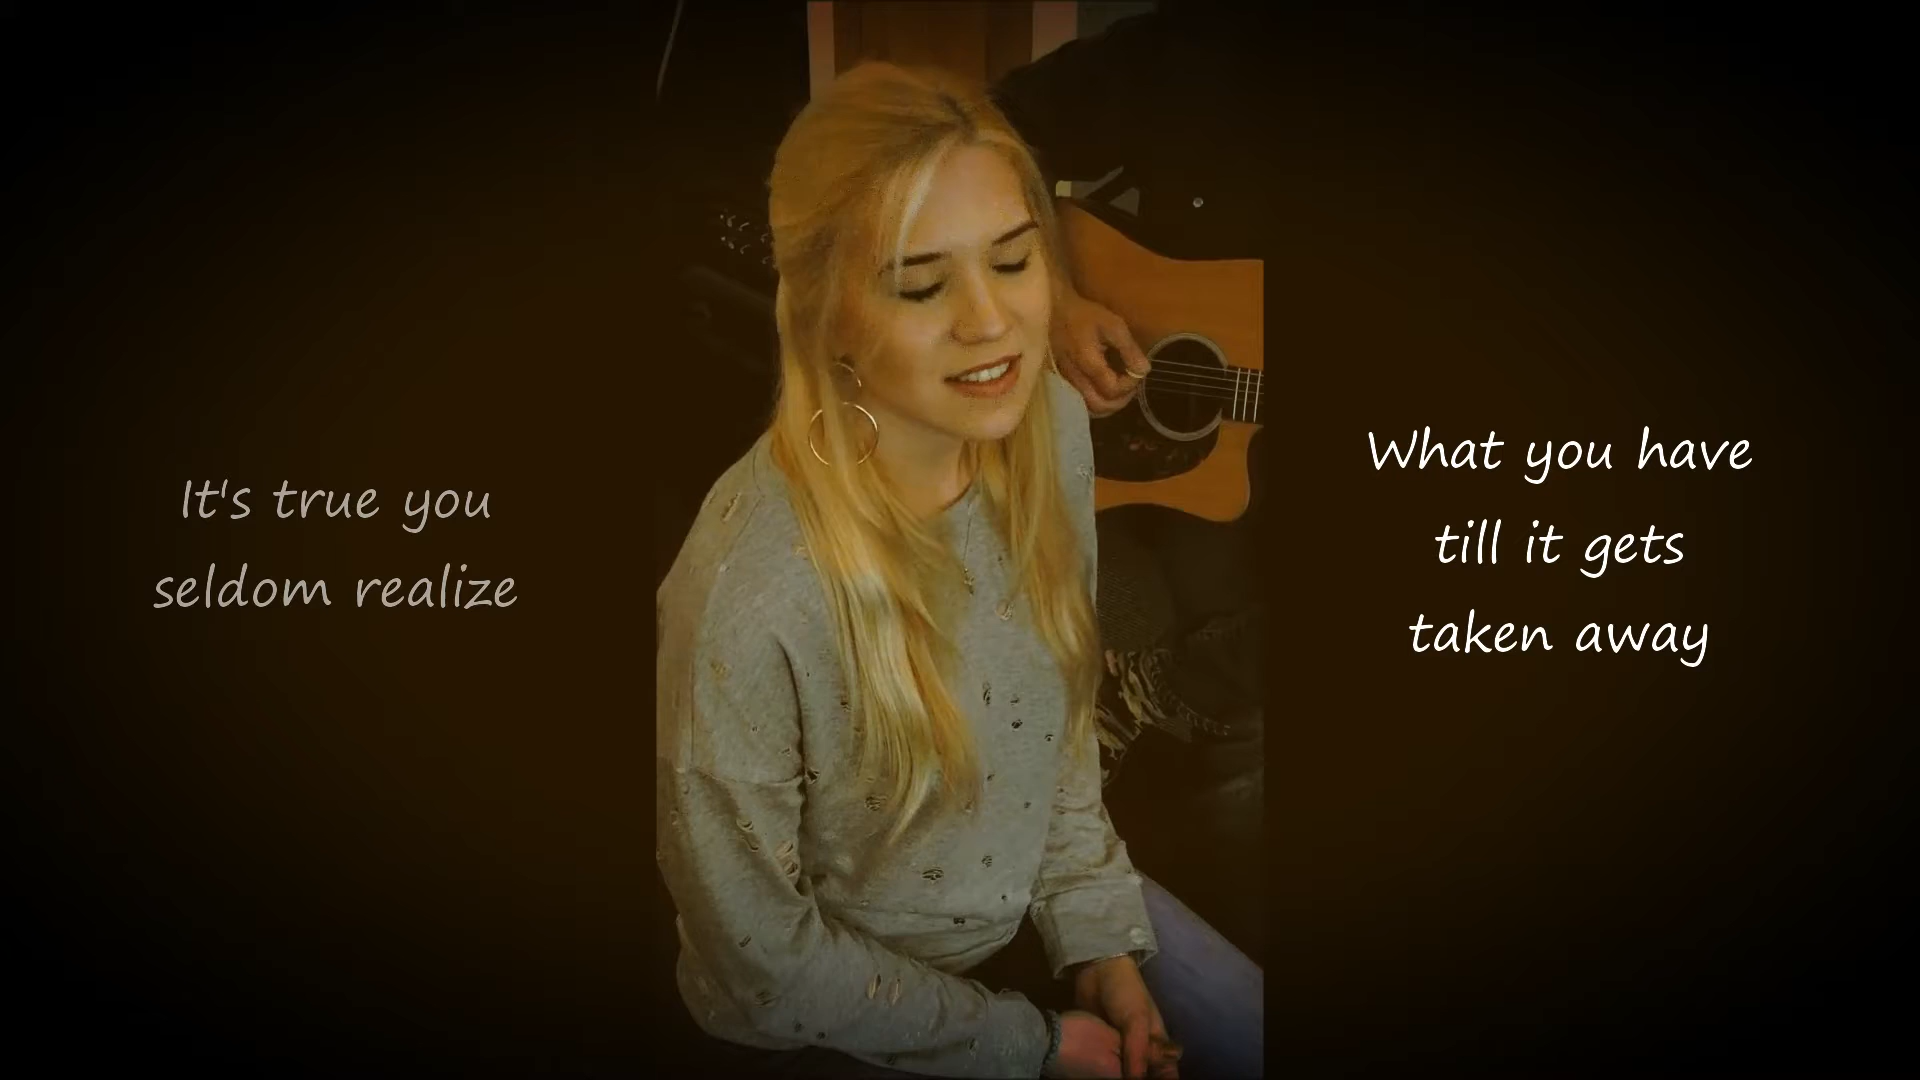 It's true you
seldom realize
What you have
till it gets
taken away